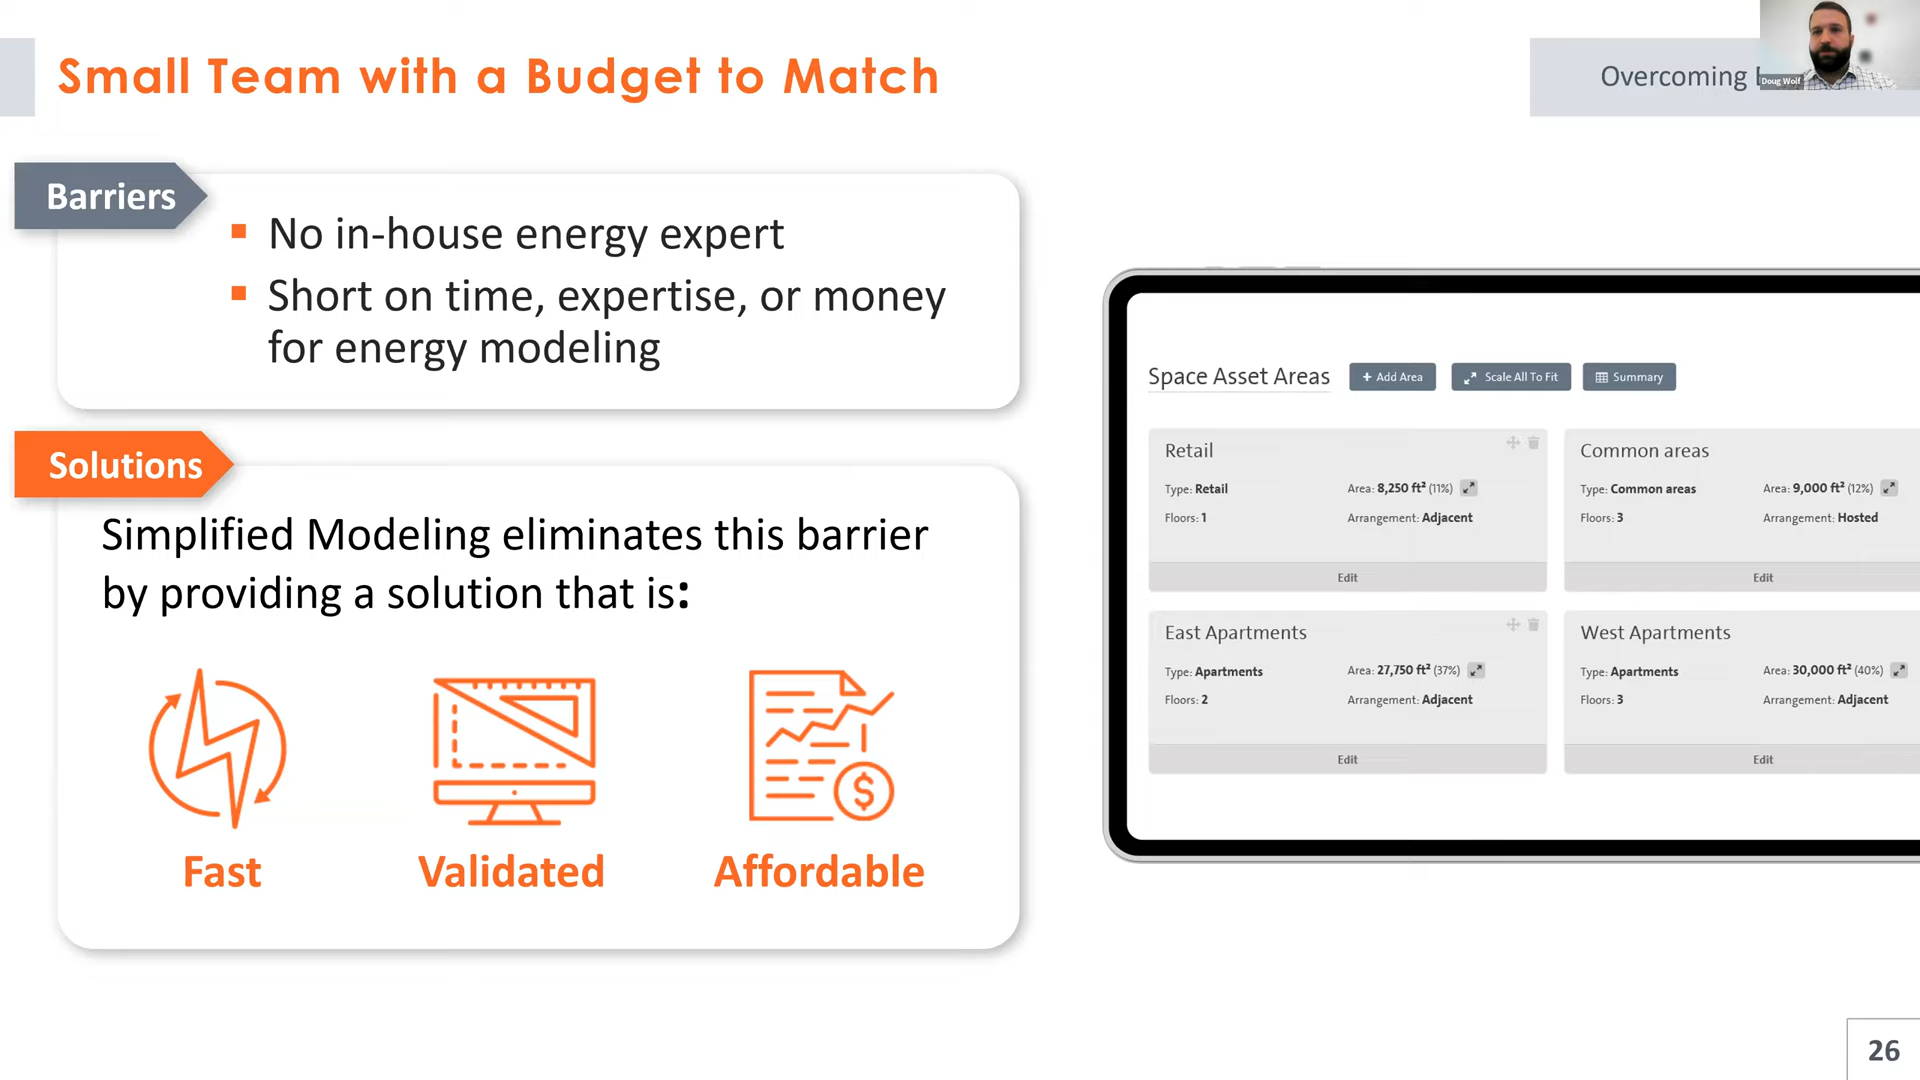 Small Team with a Budget to Match
Overcoming
Doug Wolf
Barriers
No in-house energy expert
Short on time, expertise, or money
for energy modeling
Solutions
Simplified Modeling eliminates this barrier
by providing a solution that is:
Fast
Validated
Affordable
Space Asset Areas
+ Add Area
Scale All To Fit
Summary
Retail
Type: Retail
Area: 8,250 ft² (11%)
Floors: 1
Arrangement: Adjacent
Edit
Common areas
Type: Common areas
Area: 9,000 ft² (12%)
Floors: 3
Arrangement: Hosted
Edit
East Apartments
Type: Apartments
Area: 27,750 ft² (37%)
Floors: 2
Arrangement: Adjacent
Edit
West Apartments
Type: Apartments
Area: 30,000 ft² (40%)
Floors: 3
Arrangement: Adjacent
Edit
26